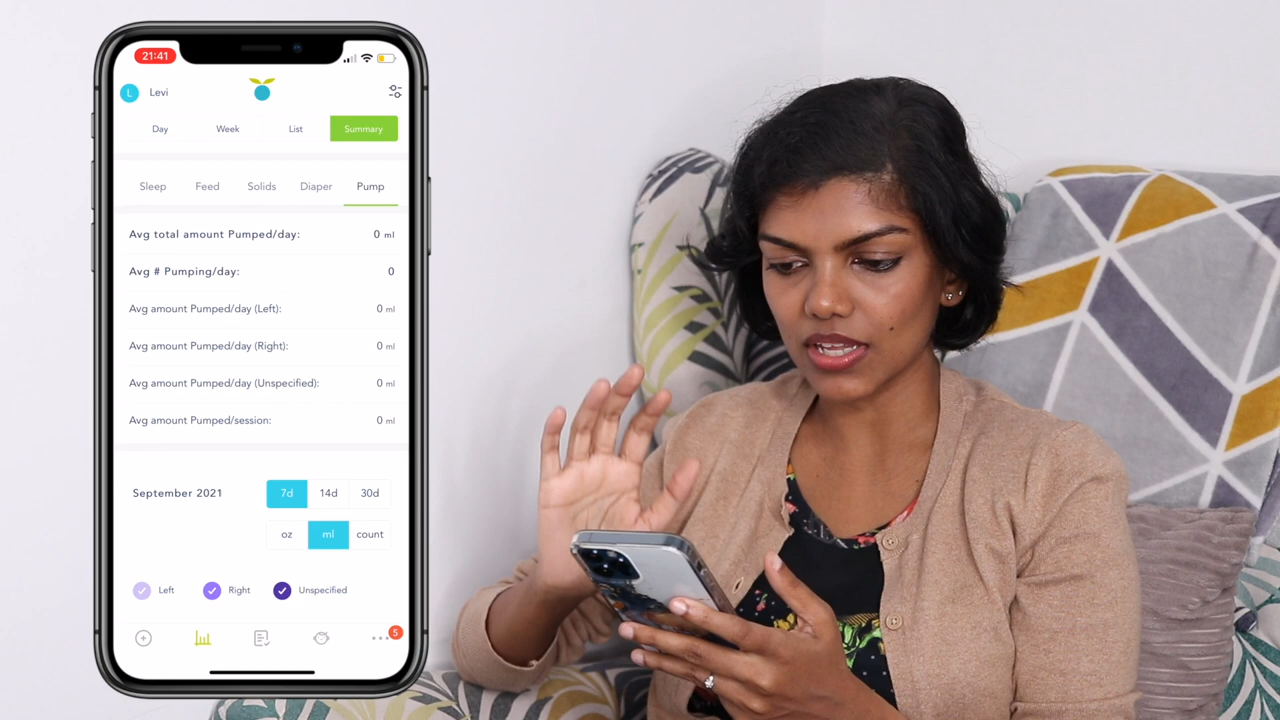 21:41
L Levi
Day Week List Summary
Sleep Feed Solids Diaper Pump
Avg total amount Pumped/day: 0 ml
Avg # Pumping/day: 0
Avg amount Pumped/day (Left): 0 ml
Avg amount Pumped/day (Right): 0 ml
Avg amount Pumped/day (Unspecified): 0 ml
Avg amount Pumped/session: 0 ml
September 2021 7d 14d 30d
oz ml count
Left Right Unspecified
5